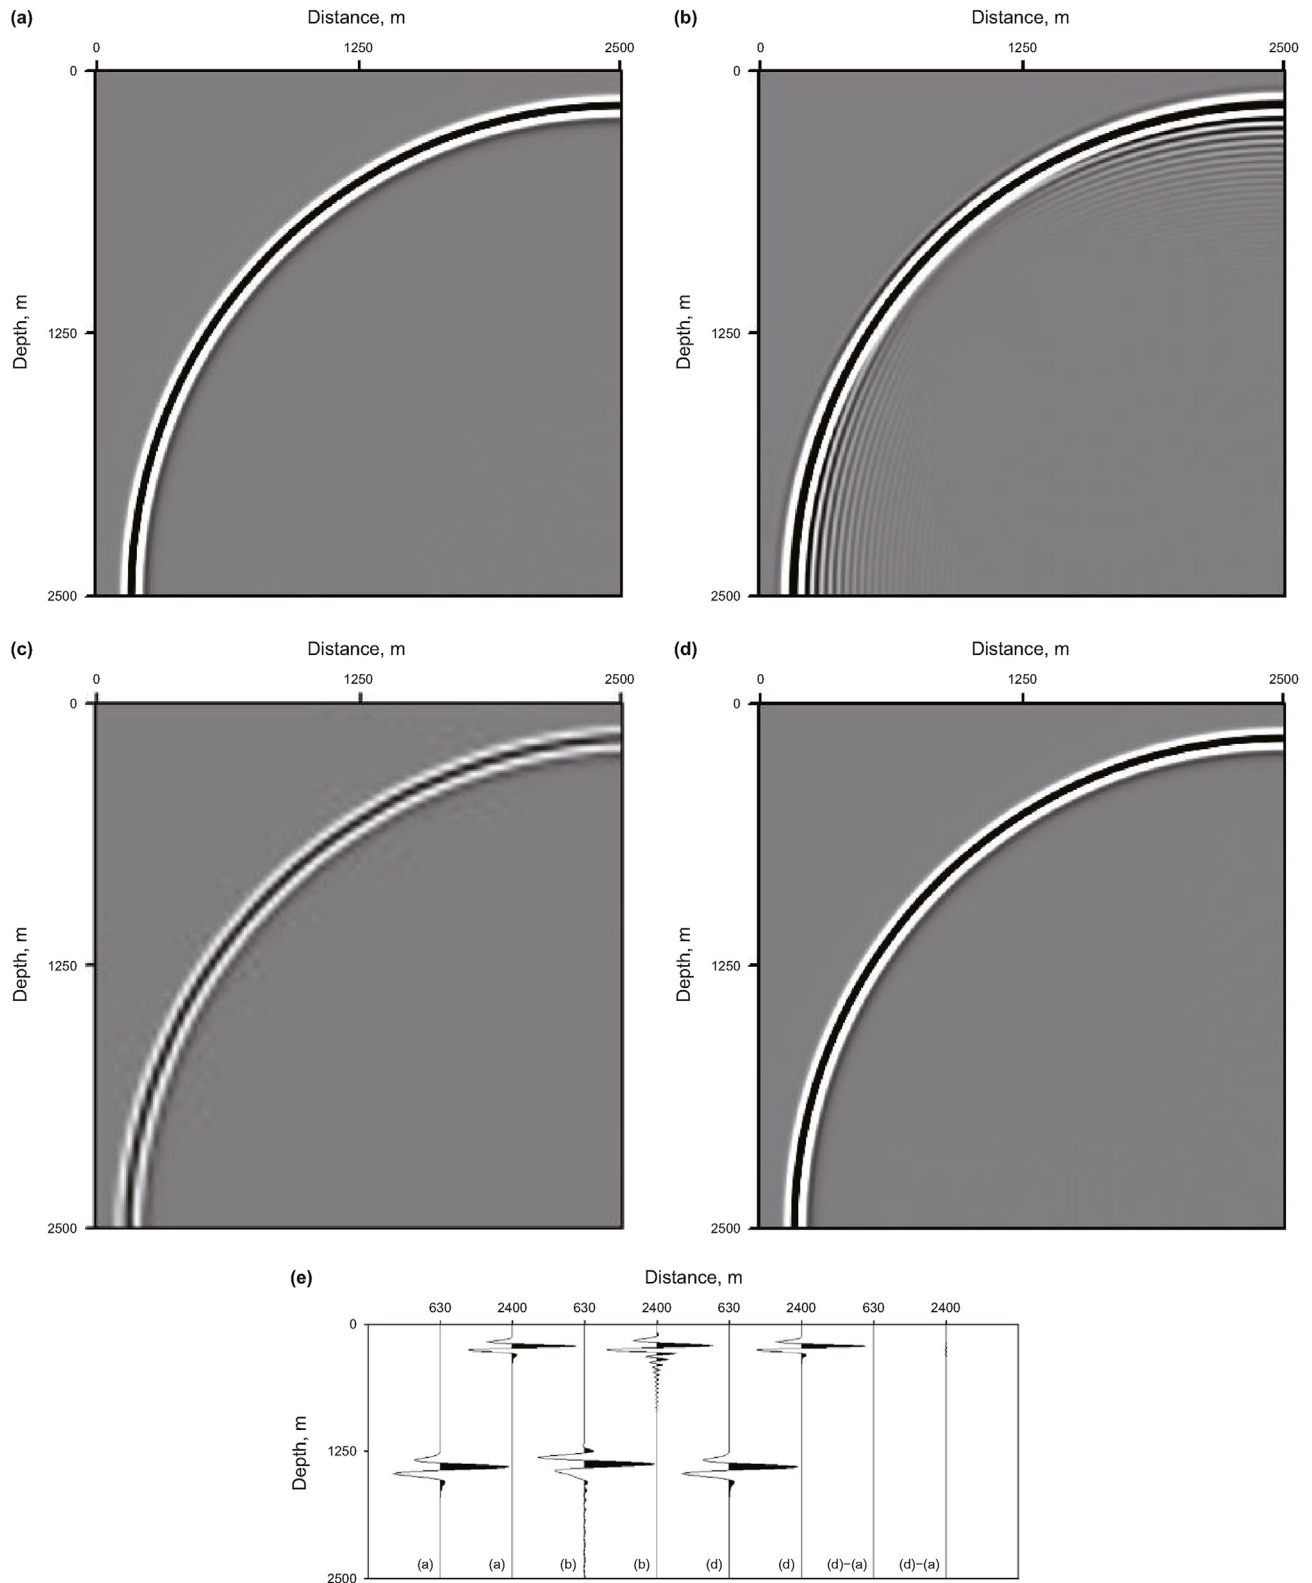 (a)
Distance, m
0 1250 2500
0
Depth, m
1250
2500
(b)
Distance, m
0 1250 2500
0
Depth, m
1250
2500
(c)
Distance, m
0 1250 2500
0
Depth, m
1250
2500
(d)
Distance, m
0 1250 2500
0
Depth, m
1250
2500
(e)
Distance, m
630 2400 630 2400 630 2400 630 2400
0
Depth, m
1250
(a) (a) (b) (b) (d) (d) (d)−(a) (d)−(a)
2500